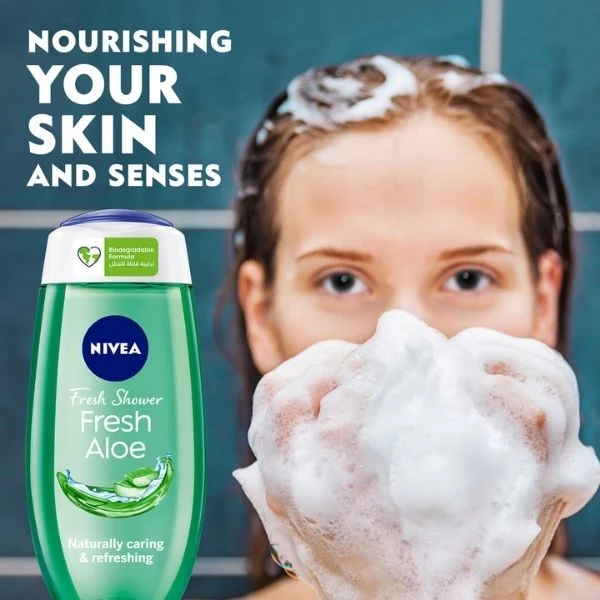 NOURISHING
YOUR
SKIN
AND SENSES
Biodegradable
Formula
تركيبة قابلة للتحلل
NIVEA
Fresh Shower
Fresh
Aloe
Naturally caring
& refreshing